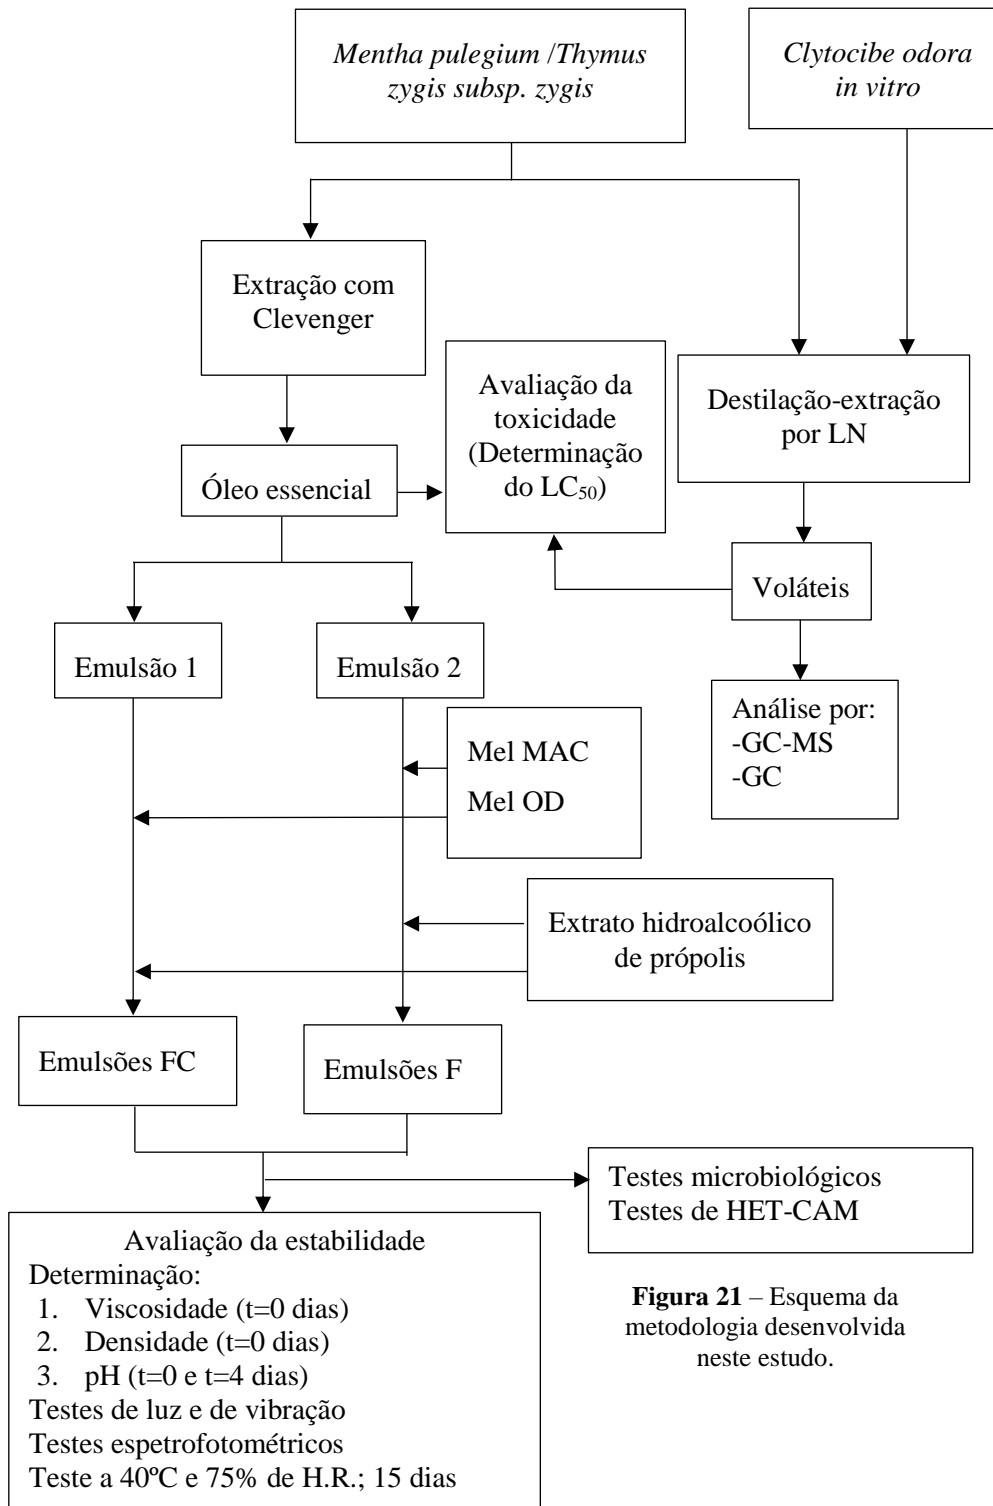 Mentha pulegium /Thymus
zygis subsp. zygis
Clytocibe odora
in vitro
Extração com
Clevenger
Avaliação da
toxicidade
(Determinação
do LC₅₀)
Destilação-extração
por LN
Óleo essencial
Voláteis
Emulsão 1
Emulsão 2
Análise por:
-GC-MS
-GC
Mel MAC
Mel OD
Extrato hidroalcoólico
de própolis
Emulsões FC
Emulsões F
Testes microbiológicos
Testes de HET-CAM
Avaliação da estabilidade
Determinação:
1. Viscosidade (t=0 dias)
2. Densidade (t=0 dias)
3. pH (t=0 e t=4 dias)
Testes de luz e de vibração
Testes espetrofotométricos
Teste a 40ºC e 75% de H.R.; 15 dias
Figura 21 – Esquema da
metodologia desenvolvida
neste estudo.